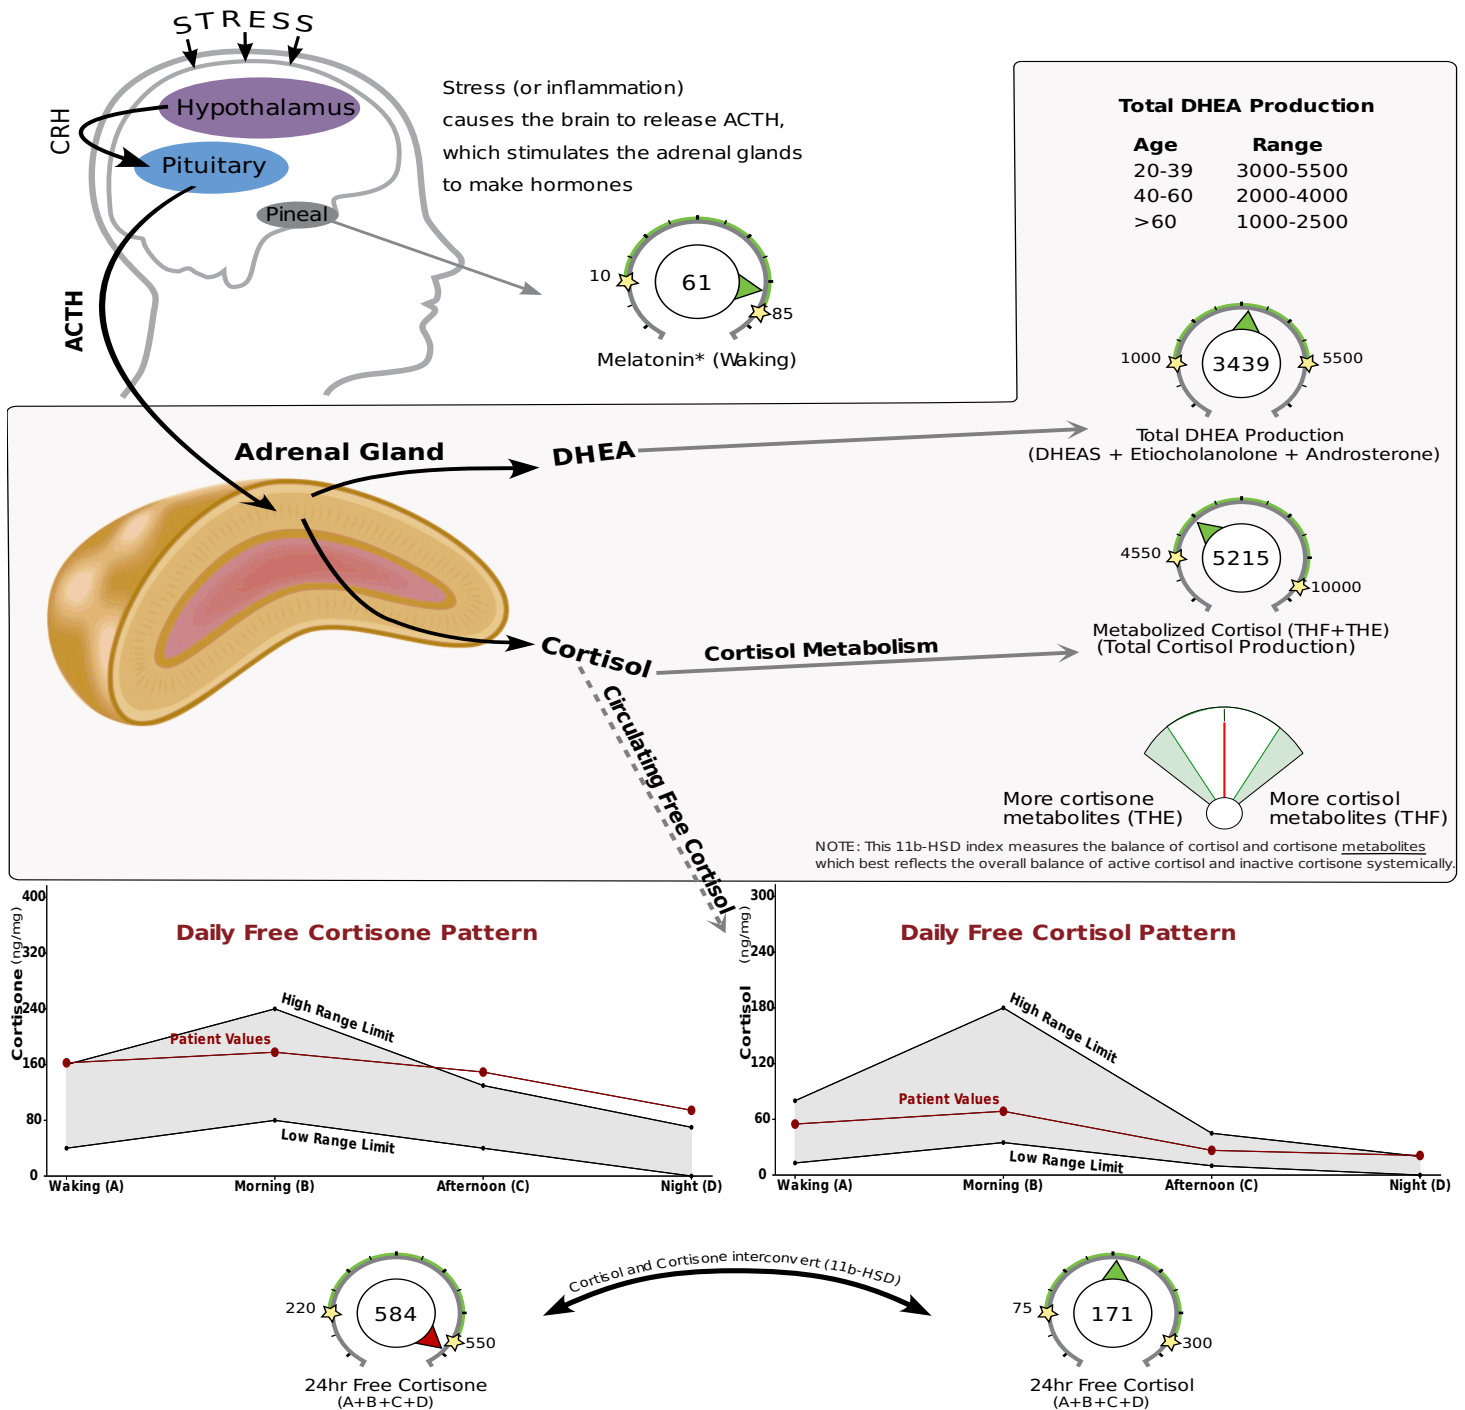 STRESS
Hypothalamus
CRH
Pituitary
Pineal
ACTH
Stress (or inflammation)
causes the brain to release ACTH,
which stimulates the adrenal glands
to make hormones
10
61
85
Melatonin* (Waking)
Total DHEA Production
Age Range
20-39 3000-5500
40-60 2000-4000
>60 1000-2500
1000
3439
5500
Total DHEA Production
(DHEAS + Etiocholanolone + Androsterone)
Adrenal Gland
DHEA
4550
5215
10000
Metabolized Cortisol (THF+THE)
(Total Cortisol Production)
Cortisol
Cortisol Metabolism
Circulating Free Cortisol
More cortisone
metabolites (THE)
More cortisol
metabolites (THF)
NOTE: This 11b-HSD index measures the balance of cortisol and cortisone metabolites
which best reflects the overall balance of active cortisol and inactive cortisone systemically.
Daily Free Cortisone Pattern
Cortisone (ng/mg)
400
320
240
160
80
0
High Range Limit
Patient Values
Low Range Limit
Waking (A) Morning (B) Afternoon (C) Night (D)
Daily Free Cortisol Pattern
Cortisol (ng/mg)
300
240
180
120
60
0
High Range Limit
Patient Values
Low Range Limit
Waking (A) Morning (B) Afternoon (C) Night (D)
220
584
550
24hr Free Cortisone
(A+B+C+D)
Cortisol and Cortisone interconvert (11b-HSD)
75
171
300
24hr Free Cortisol
(A+B+C+D)